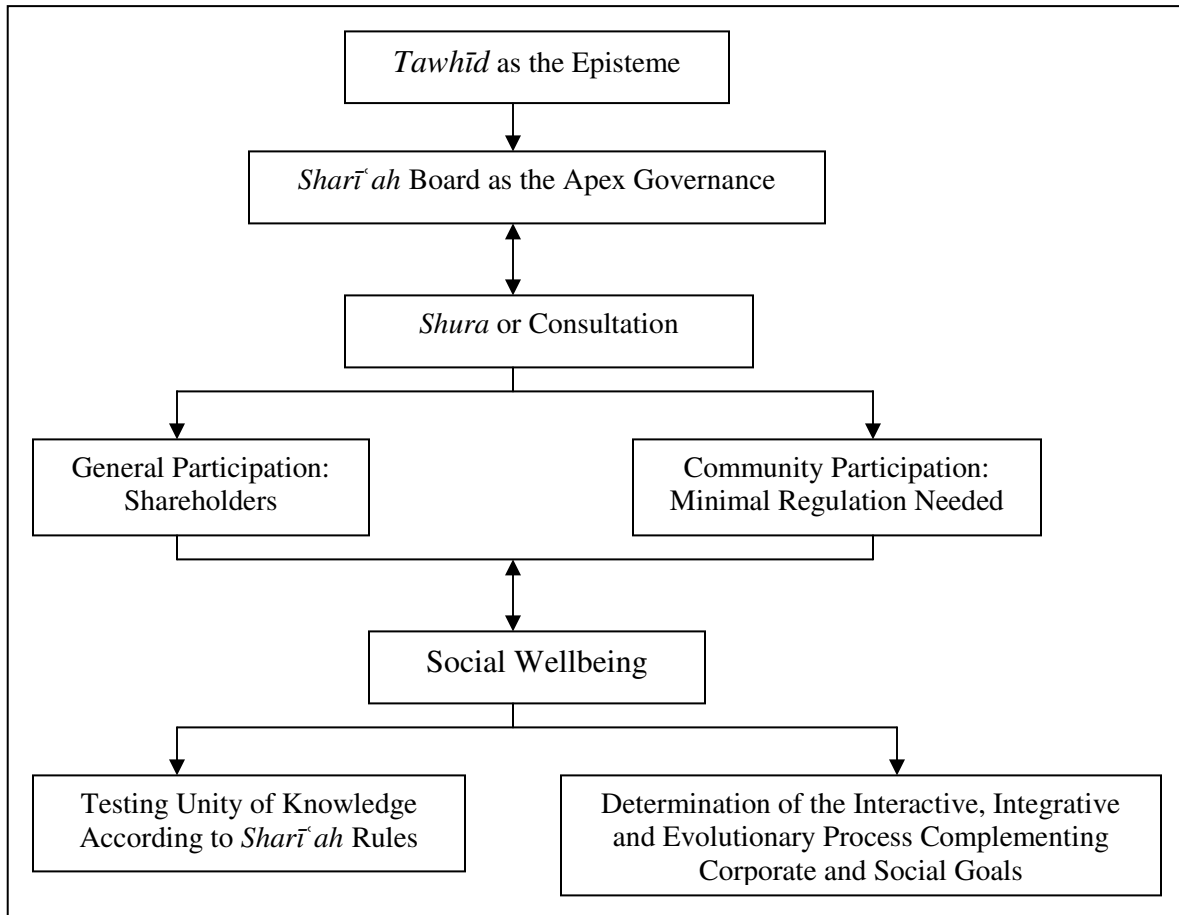 Tawhīd as the Episteme
Sharīʿah Board as the Apex Governance
Shura or Consultation
General Participation:
Shareholders
Community Participation:
Minimal Regulation Needed
Social Wellbeing
Testing Unity of Knowledge
According to Sharīʿah Rules
Determination of the Interactive, Integrative
and Evolutionary Process Complementing
Corporate and Social Goals